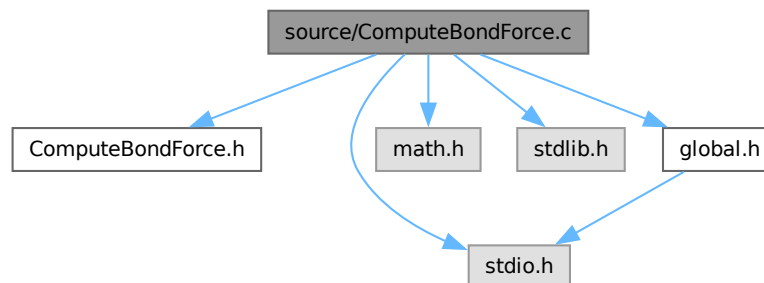 source/ComputeBondForce.c
ComputeBondForce.h
math.h
stdlib.h
global.h
stdio.h